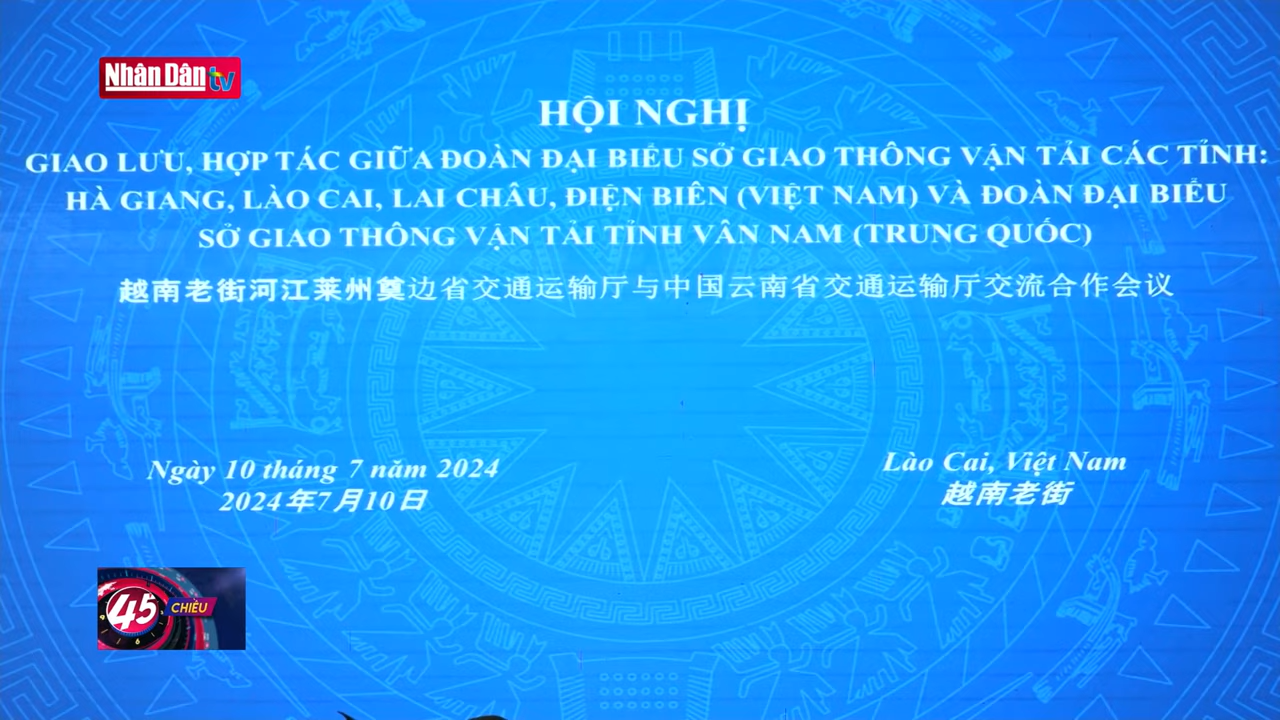 Nhân Dân tv
HỘI NGHỊ
GIAO LƯU, HỢP TÁC GIỮA ĐOÀN ĐẠI BIỂU SỞ GIAO THÔNG VẬN TẢI CÁC TỈNH:
HÀ GIANG, LÀO CAI, LAI CHÂU, ĐIỆN BIÊN (VIỆT NAM) VÀ ĐOÀN ĐẠI BIỂU
SỞ GIAO THÔNG VẬN TẢI TỈNH VÂN NAM (TRUNG QUỐC)
越南老街河江莱州奠边省交通运输厅与中国云南省交通运输厅交流合作会议
Ngày 10 tháng 7 năm 2024
2024年7月10日
Lào Cai, Việt Nam
越南老街
45 CHIỀU